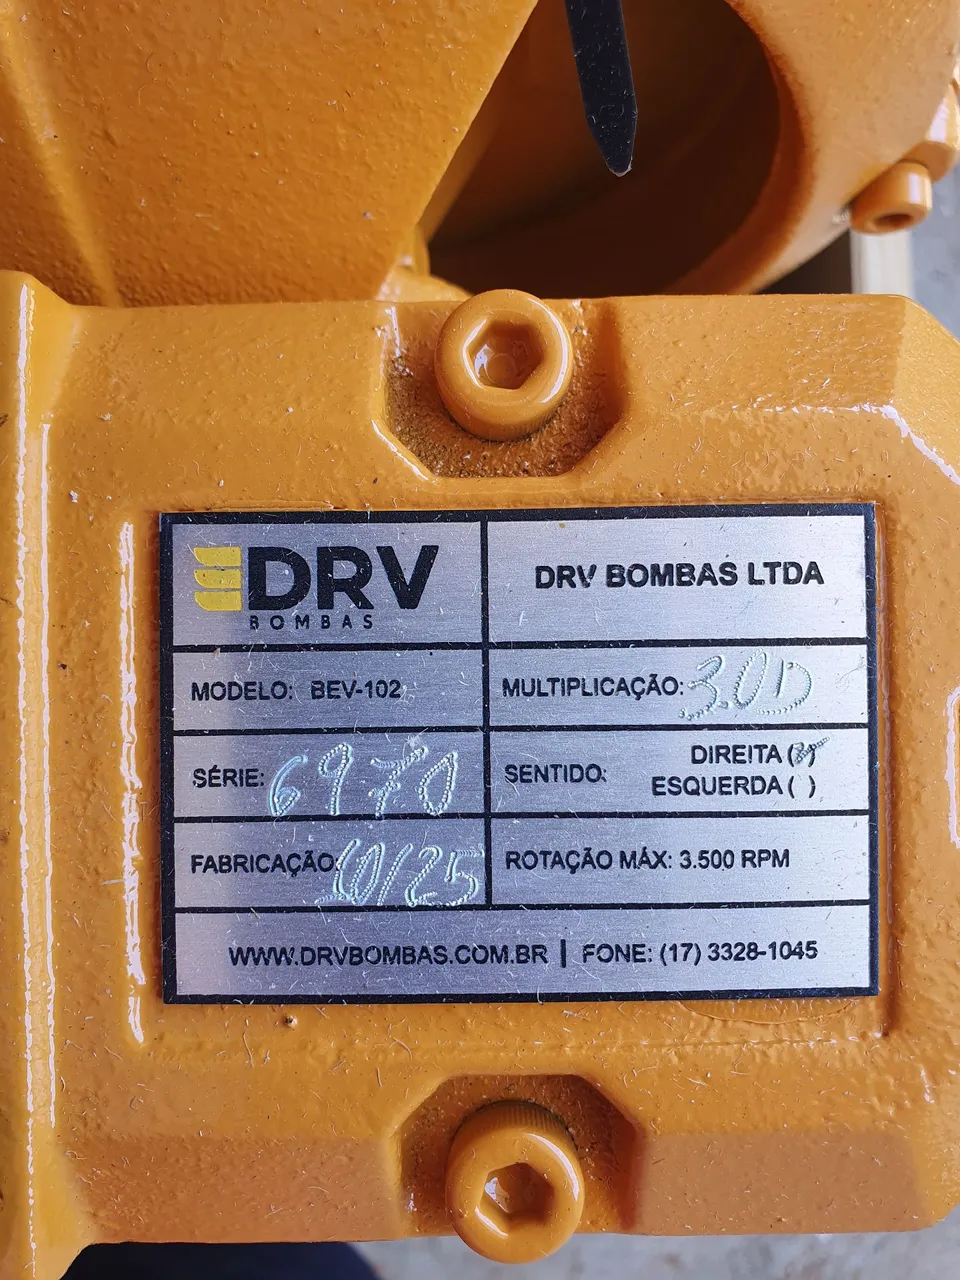 DRV
BOMBAS
DRV BOMBAS LTDA
MODELO: BEV-102
MULTIPLICAÇÃO: 3.0D
SÉRIE: 6970
SENTIDO: DIREITA (X)
ESQUERDA ( )
FABRICAÇÃO: 10/25
ROTAÇÃO MÁX: 3.500 RPM
WWW.DRVBOMBAS.COM.BR | FONE: (17) 3328-1045